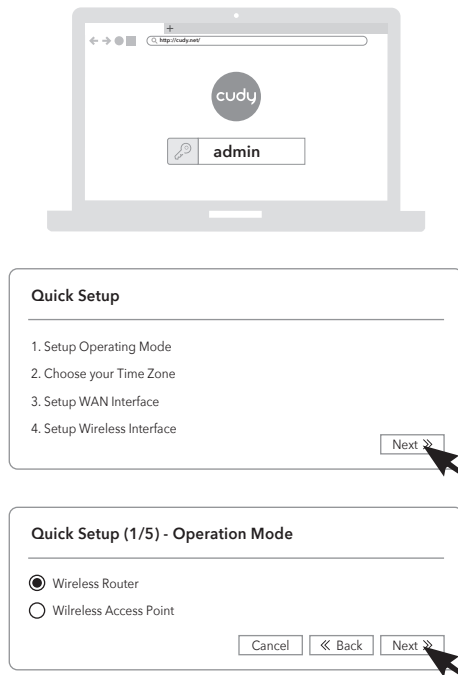 +
http://cudy.net/
cudy
admin
Quick Setup
1. Setup Operating Mode
2. Choose your Time Zone
3. Setup WAN Interface
4. Setup Wireless Interface
Next »
Quick Setup (1/5) - Operation Mode
Wireless Router
Wilreless Access Point
Cancel « Back Next »